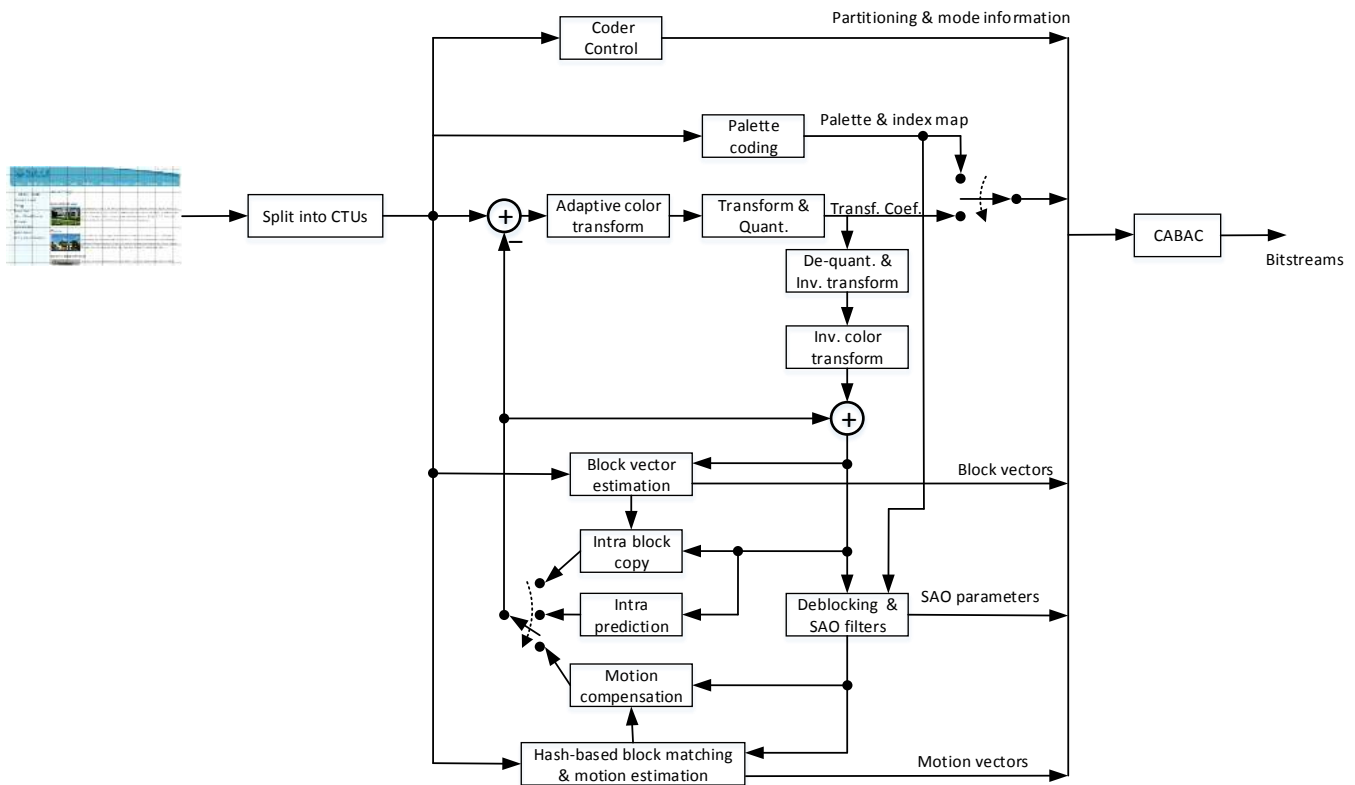 Partitioning & mode information
Coder
Control
Palette
coding
Palette & index map
Split into CTUs
+
−
Adaptive color
transform
Transform &
Quant.
Transf. Coef.
CABAC
Bitstreams
De-quant. &
Inv. transform
Inv. color
transform
+
Block vector
estimation
Block vectors
Intra block
copy
Intra
prediction
Deblocking &
SAO filters
SAO parameters
Motion
compensation
Hash-based block matching
& motion estimation
Motion vectors